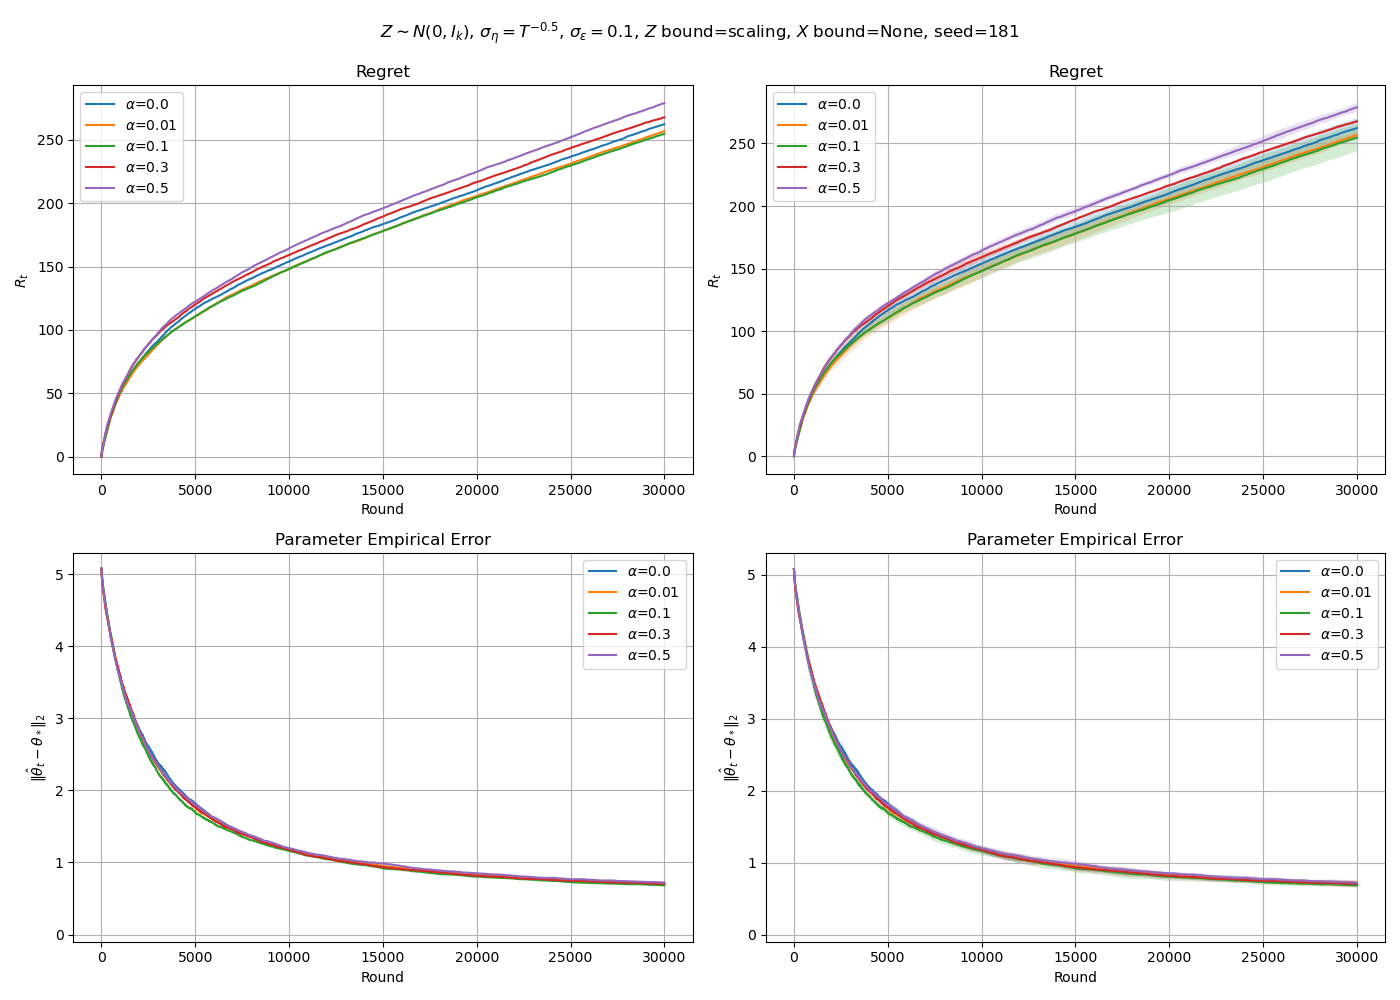 Z ∼ N(0, I_k), σ_η = T^{−0.5}, σ_ε = 0.1, Z bound=scaling, X bound=None, seed=181
Regret
R_t
250
200
150
100
50
0
α=0.0
α=0.01
α=0.1
α=0.3
α=0.5
0 5000 10000 15000 20000 25000 30000
Round
Regret
R_t
250
200
150
100
50
0
α=0.0
α=0.01
α=0.1
α=0.3
α=0.5
0 5000 10000 15000 20000 25000 30000
Round
Parameter Empirical Error
‖θ̂_t − θ_*‖_2
5
4
3
2
1
0
α=0.0
α=0.01
α=0.1
α=0.3
α=0.5
0 5000 10000 15000 20000 25000 30000
Round
Parameter Empirical Error
‖θ̂_t − θ_*‖_2
5
4
3
2
1
0
α=0.0
α=0.01
α=0.1
α=0.3
α=0.5
0 5000 10000 15000 20000 25000 30000
Round